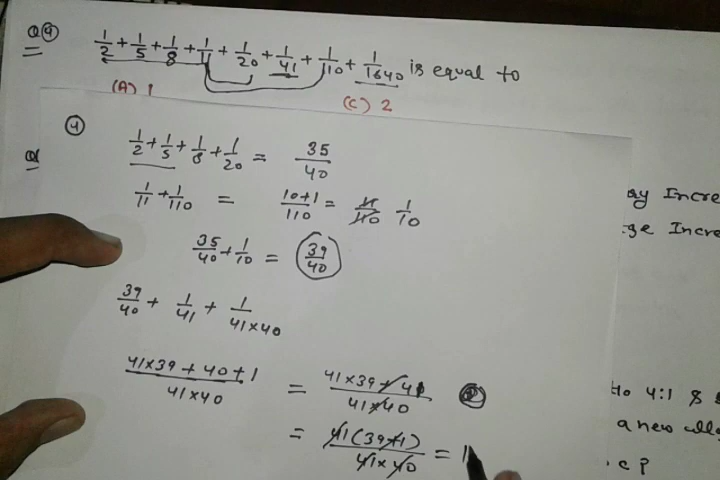 Q④ 1/2 + 1/5 + 1/8 + 1/11 + 1/20 + 1/41 + 1/110 + 1/1640 is equal to
(A) 1 (C) 2
④
Q 1/2 + 1/5 + 1/8 + 1/20 = 35/40
1/11 + 1/110 = 10+1/110 = 11/110 1/10
35/40 + 1/10 = 39/40
39/40 + 1/41 + 1/41×40
41×39 + 40 + 1/41×40 = 41×39 + 41/41×40
= 41(39+1)/41×40 = 1
ay Incre
ge Incre
to 4:1 &
a new
CP